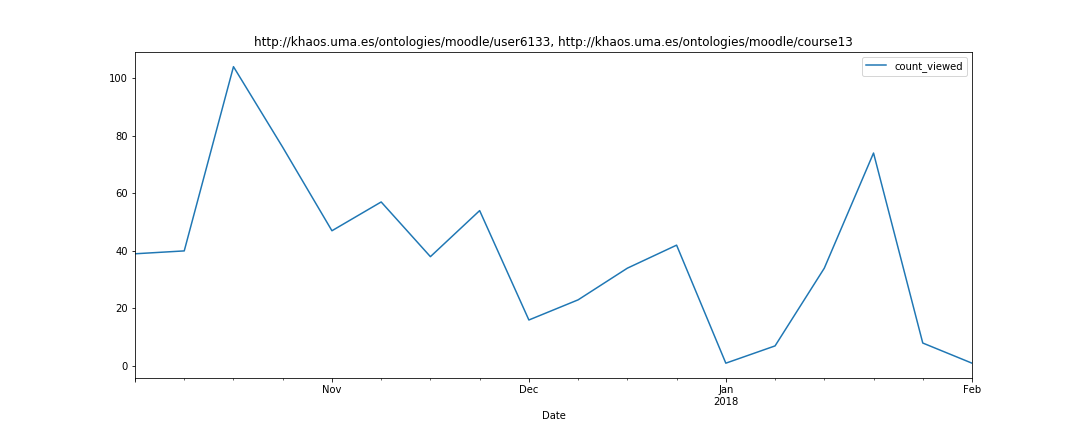 http://khaos.uma.es/ontologies/moodle/user6133, http://khaos.uma.es/ontologies/moodle/course13
count_viewed
100
80
60
40
20
0
Nov
Dec
Jan
2018
Feb
Date